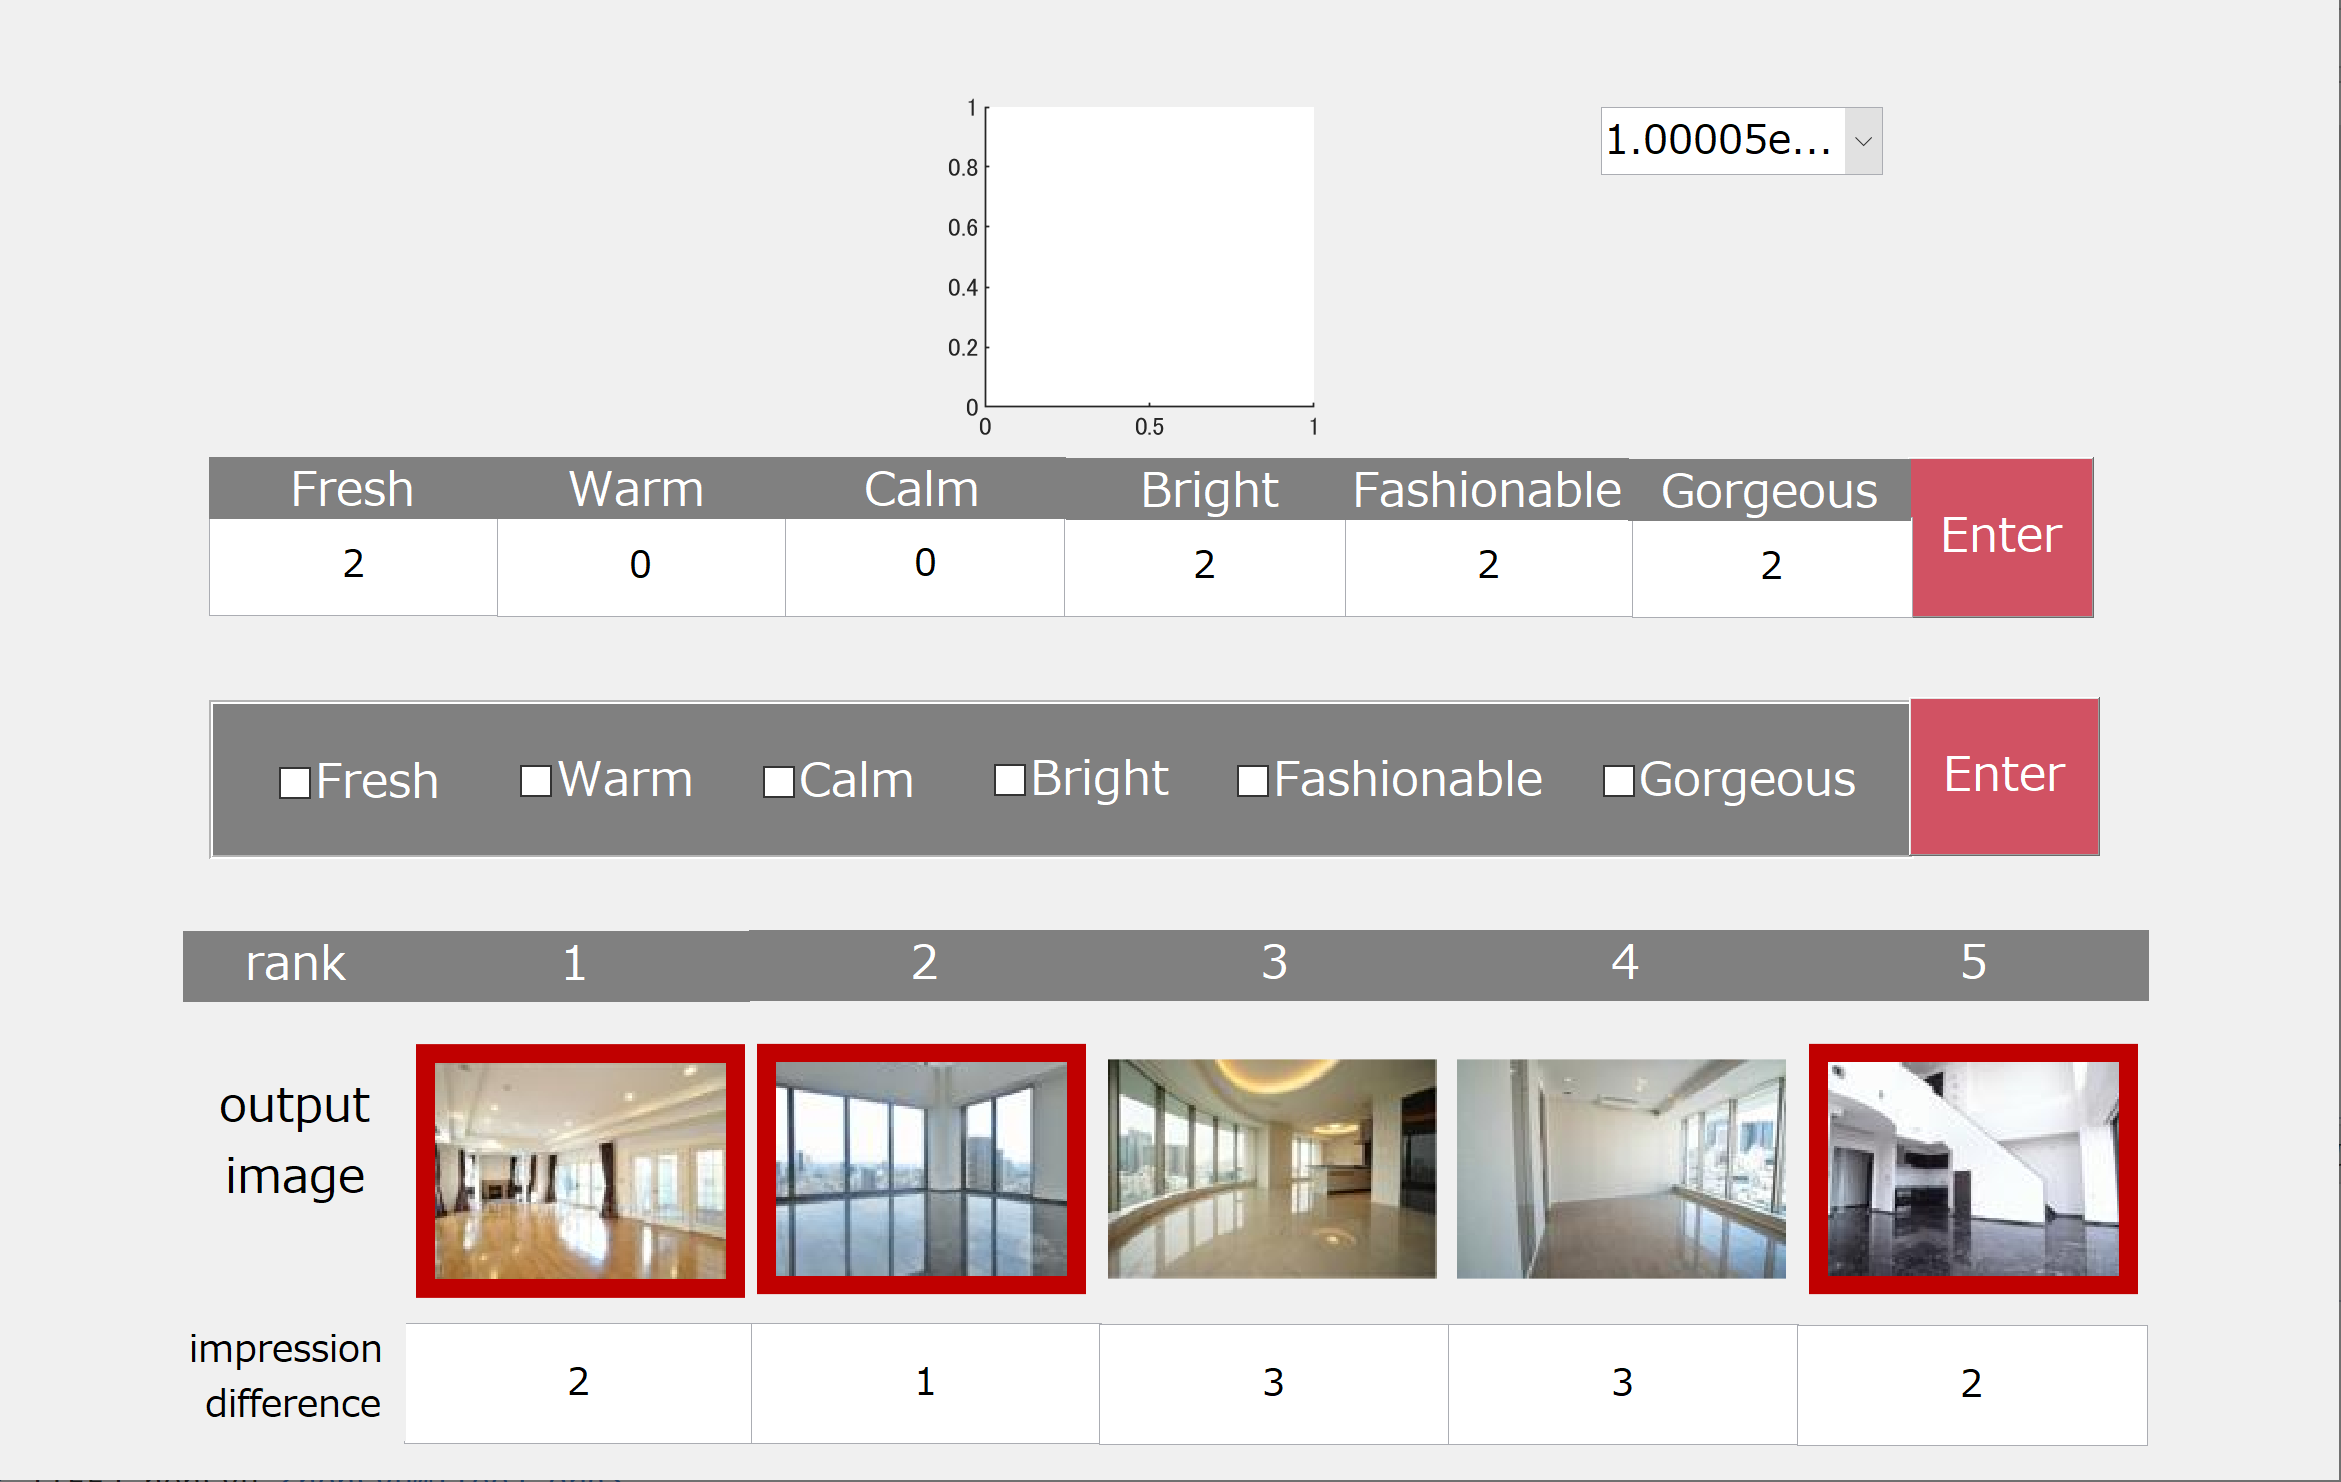 1
0.8
0.6
0.4
0.2
0
0 0.5 1
1.00005e...
Fresh Warm Calm Bright Fashionable Gorgeous
2 0 0 2 2 2
Enter
Fresh Warm Calm Bright Fashionable Gorgeous
Enter
rank 1 2 3 4 5
output
image
impression
difference
2 1 3 3 2